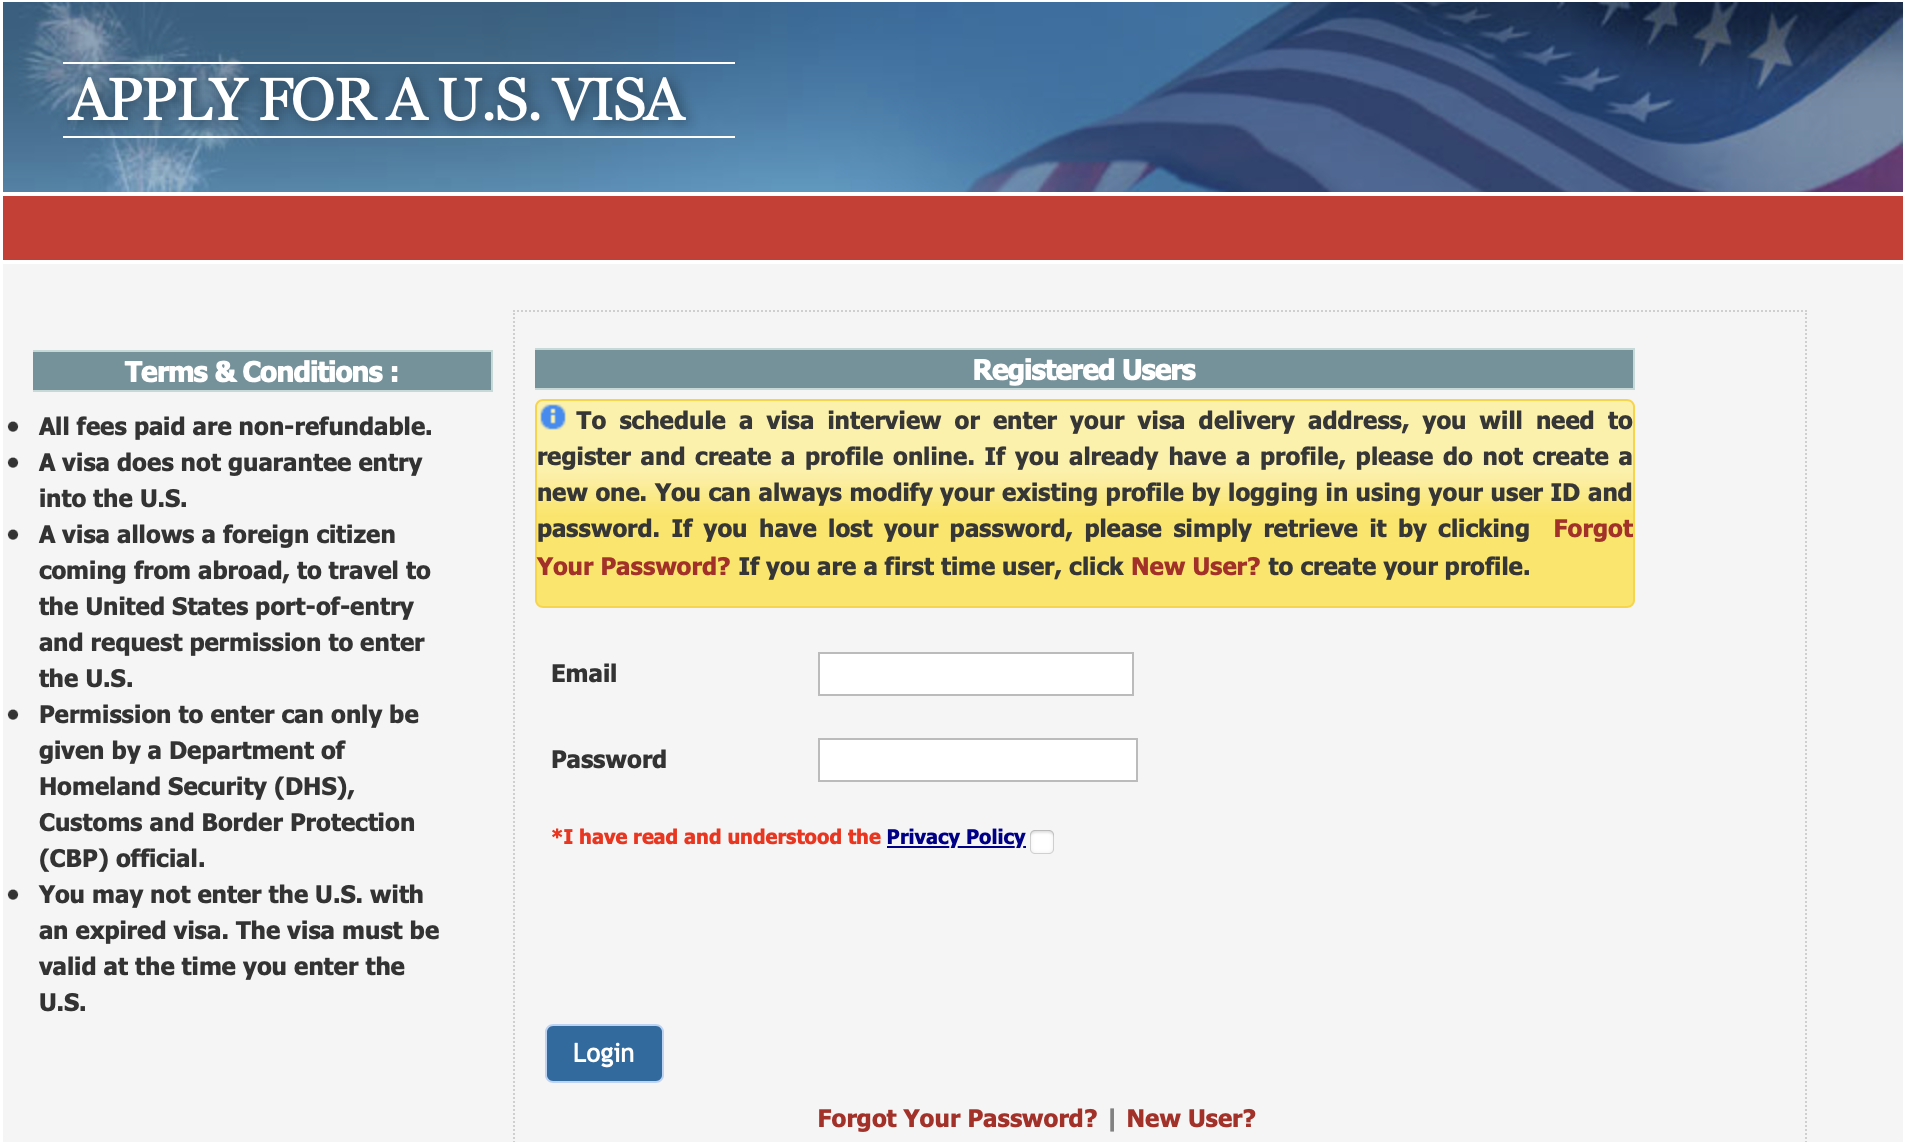 APPLY FOR A U.S. VISA
Terms & Conditions :
All fees paid are non-refundable.
A visa does not guarantee entry
into the U.S.
A visa allows a foreign citizen
coming from abroad, to travel to
the United States port-of-entry
and request permission to enter
the U.S.
Permission to enter can only be
given by a Department of
Homeland Security (DHS),
Customs and Border Protection
(CBP) official.
You may not enter the U.S. with
an expired visa. The visa must be
valid at the time you enter the
U.S.
Registered Users
To schedule a visa interview or enter your visa delivery address, you will need to
register and create a profile online. If you already have a profile, please do not create a
new one. You can always modify your existing profile by logging in using your user ID and
password. If you have lost your password, please simply retrieve it by clicking Forgot
Your Password? If you are a first time user, click New User? to create your profile.
Email
Password
*I have read and understood the Privacy Policy
Login
Forgot Your Password? | New User?